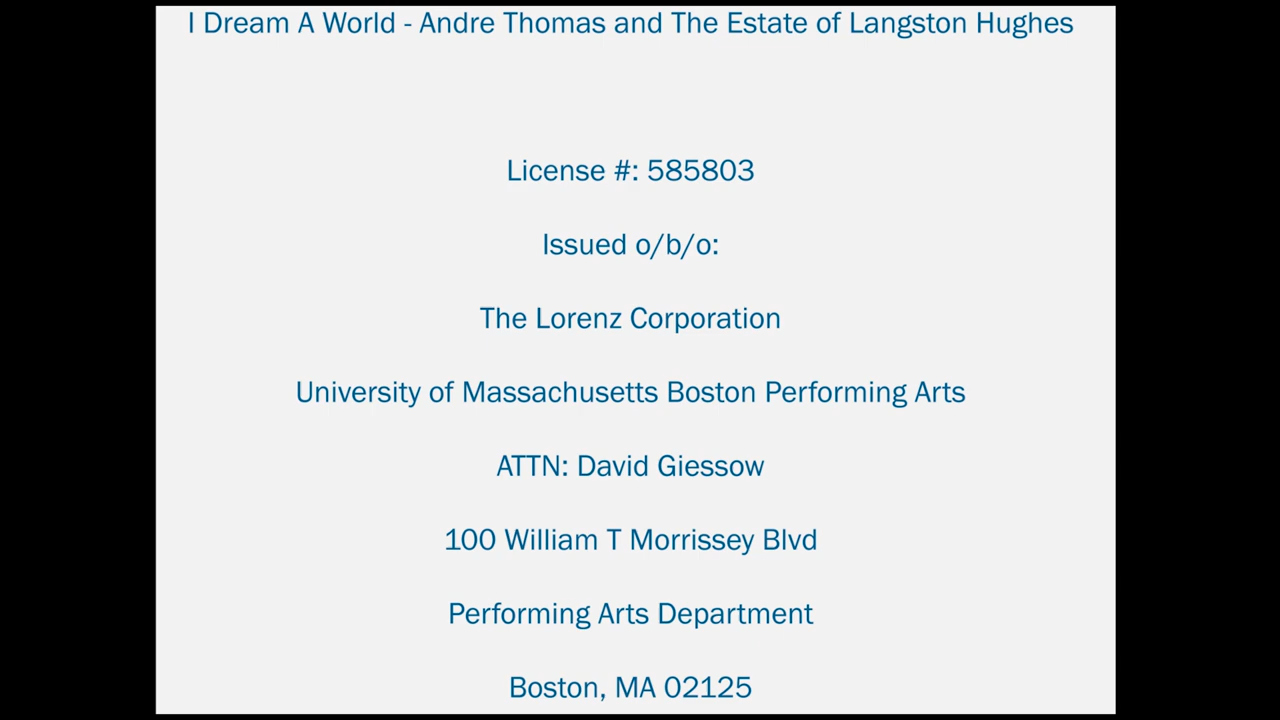 I Dream A World - Andre Thomas and The Estate of Langston Hughes
License #: 585803
Issued o/b/o:
The Lorenz Corporation
University of Massachusetts Boston Performing Arts
ATTN: David Giessow
100 William T Morrissey Blvd
Performing Arts Department
Boston, MA 02125